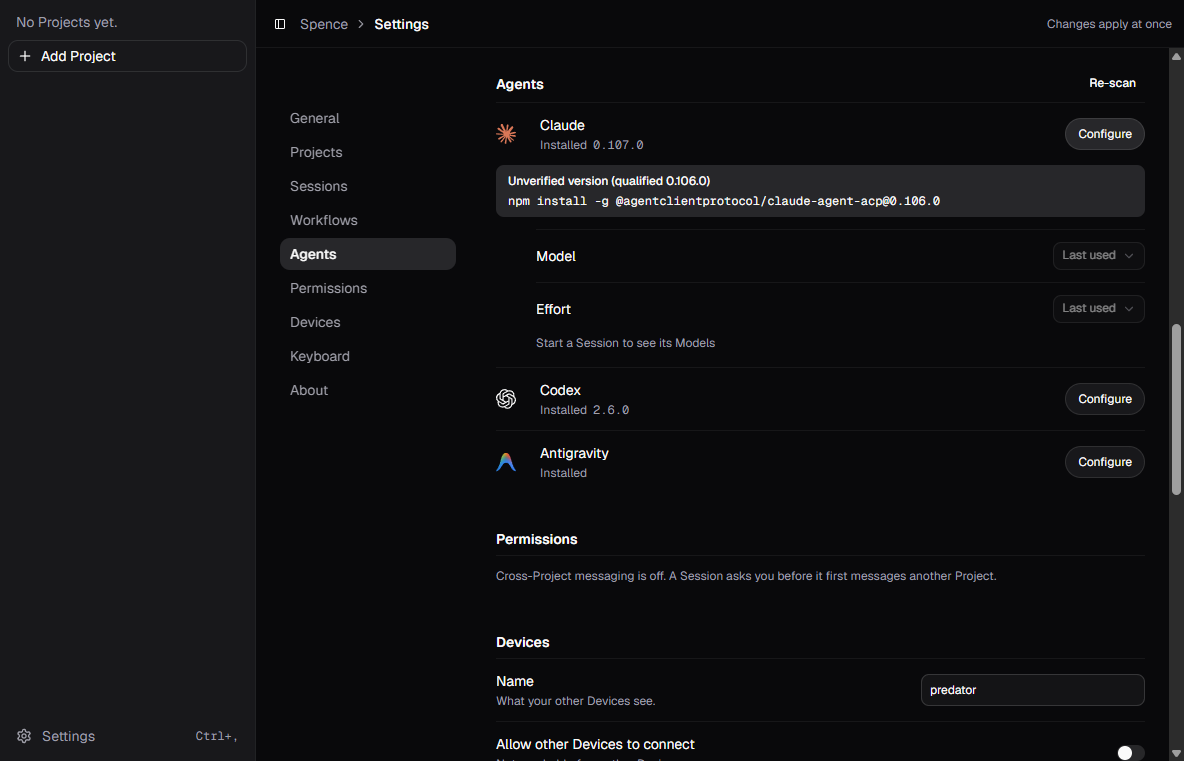 No Projects yet.
Add Project
Settings
Ctrl+,
Spence
Settings
Changes apply at once
General
Projects
Sessions
Workflows
Agents
Permissions
Devices
Keyboard
About
Agents
Re-scan
Claude
Installed 0.107.0
Configure
Unverified version (qualified 0.106.0)
npm install -g @agentclientprotocol/claude-agent-acp@0.106.0
Model
Last used
Effort
Last used
Start a Session to see its Models
Codex
Installed 2.6.0
Configure
Antigravity
Installed
Configure
Permissions
Cross-Project messaging is off. A Session asks you before it first messages another Project.
Devices
Name
What your other Devices see.
predator
Allow other Devices to connect